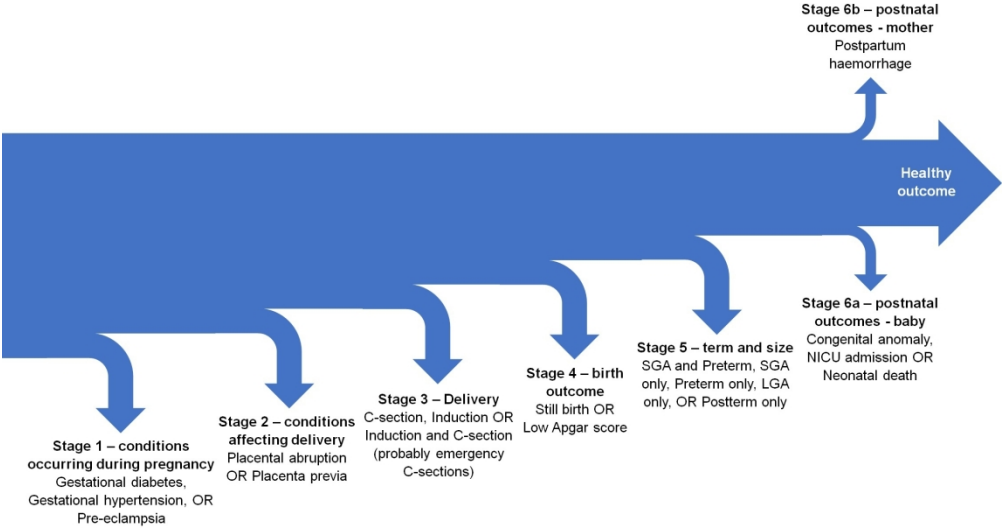 Stage 6b – postnatal
outcomes - mother
Postpartum
haemorrhage
Healthy
outcome
Stage 1 – conditions
occurring during pregnancy
Gestational diabetes,
Gestational hypertension, OR
Pre-eclampsia
Stage 2 – conditions
affecting delivery
Placental abruption
OR Placenta previa
Stage 3 – Delivery
C-section, Induction OR
Induction and C-section
(probably emergency
C-sections)
Stage 4 – birth
outcome
Still birth OR
Low Apgar score
Stage 5 – term and size
SGA and Preterm, SGA
only, Preterm only, LGA
only, OR Postterm only
Stage 6a – postnatal
outcomes - baby
Congenital anomaly,
NICU admission OR
Neonatal death